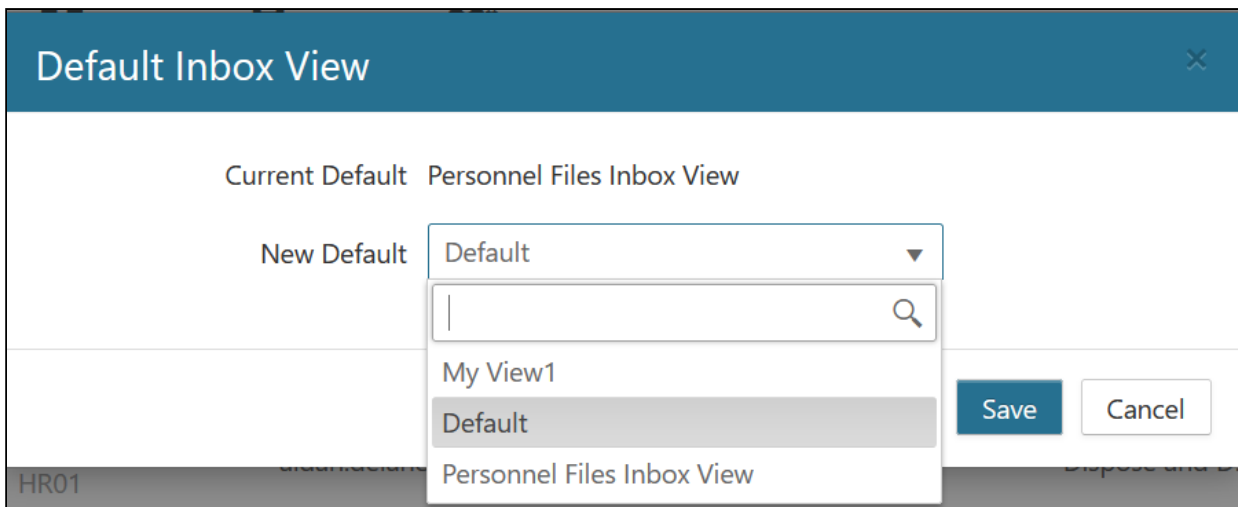 Default Inbox View
Current Default Personnel Files Inbox View
New Default Default
My View1
Default
Save Cancel
Personnel Files Inbox View
HR01